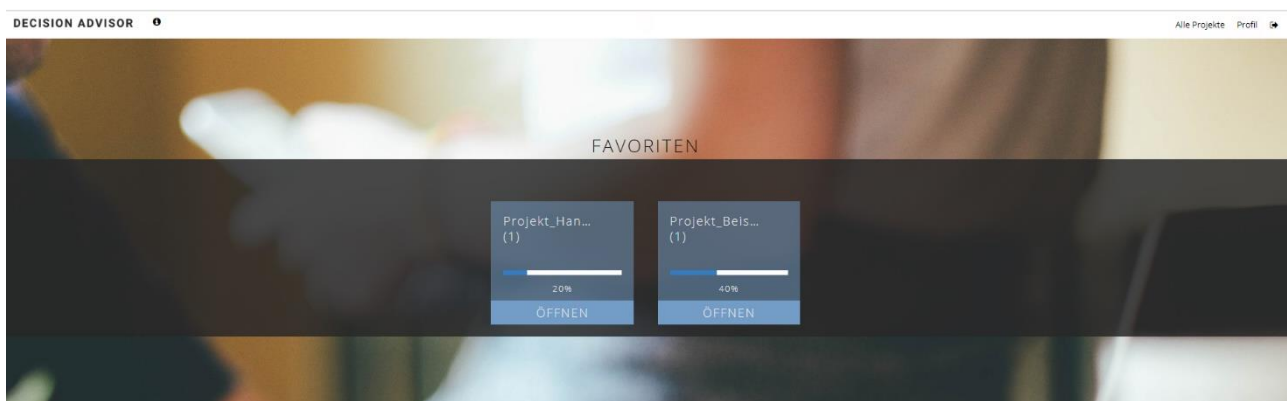 DECISION ADVISOR
Alle Projekte Profil
FAVORITEN
Projekt_Han...
(1)
20%
ÖFFNEN
Projekt_Beis...
(1)
40%
ÖFFNEN